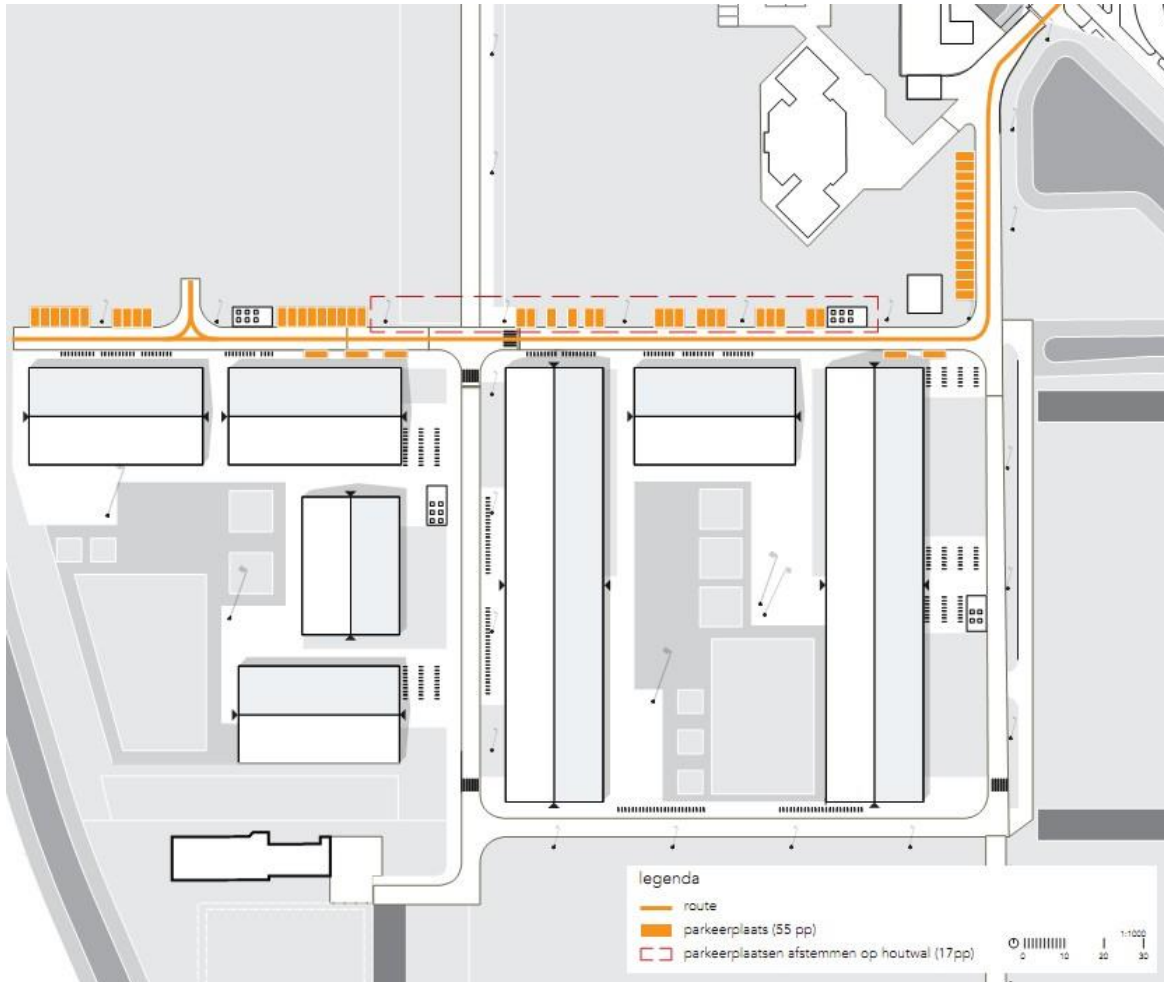 legenda
route
parkeerplaats (55 pp)
parkeerplaatsen afstemmen op houtwal (17pp)
1:1000
0 10 20 30